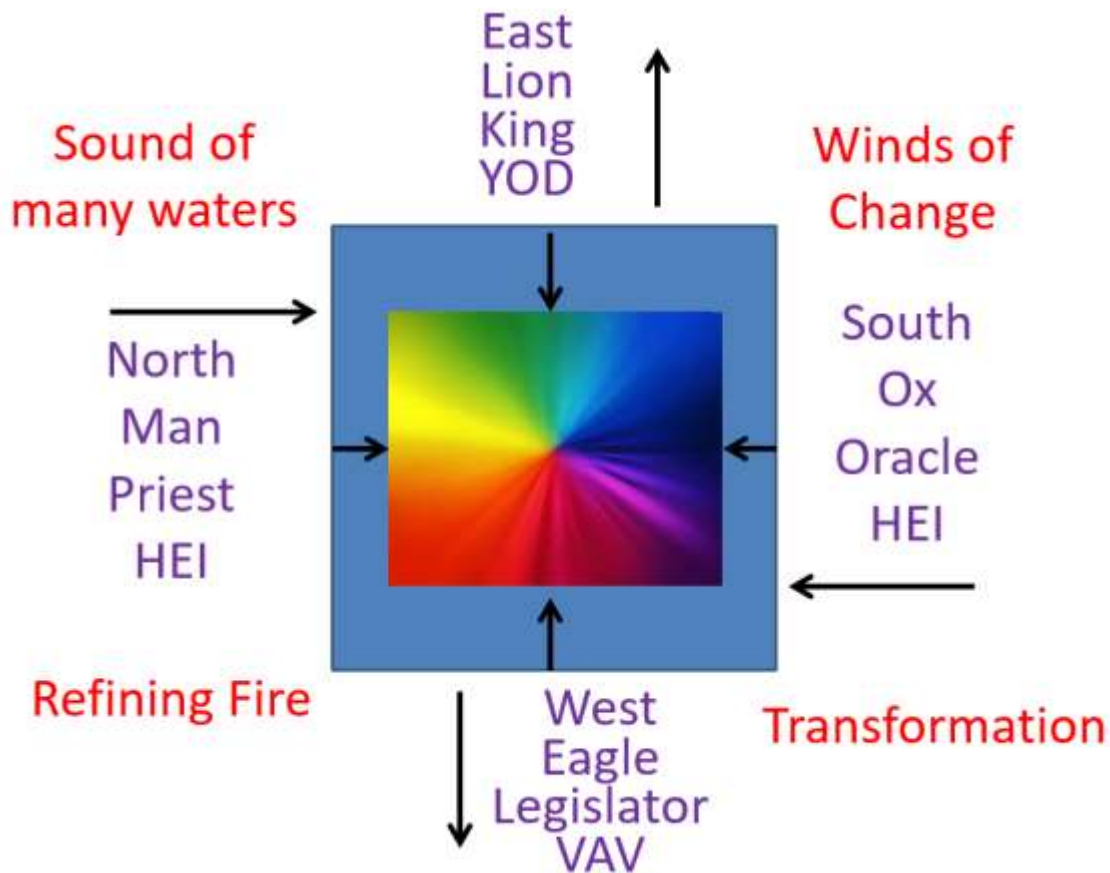 East
Lion
King
YOD
Sound of
many waters
Winds of
Change
North
Man
Priest
HEI
South
Ox
Oracle
HEI
Refining Fire
West
Eagle
Legislator
VAV
Transformation